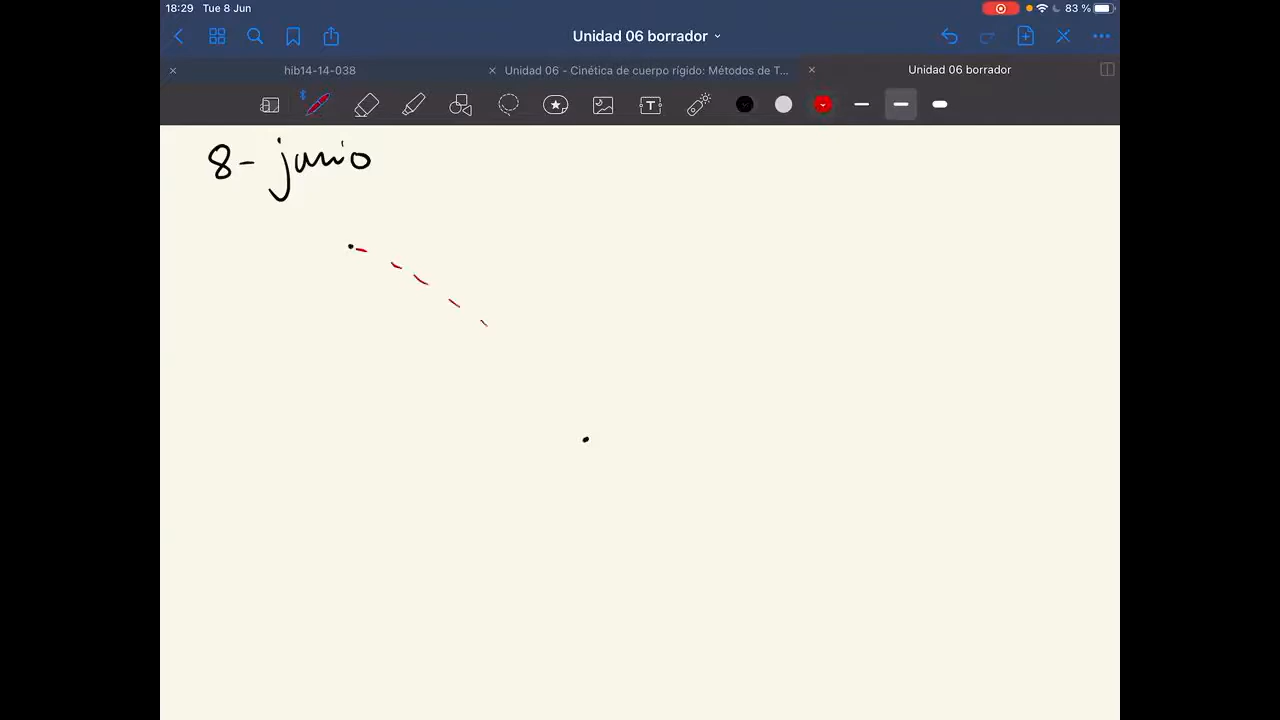 18:29 Tue 8 Jun 83 %
Unidad 06 borrador
hib14-14-038
Unidad 06 - Cinética de cuerpo rígido: Métodos de T...
Unidad 06 borrador
8- junio